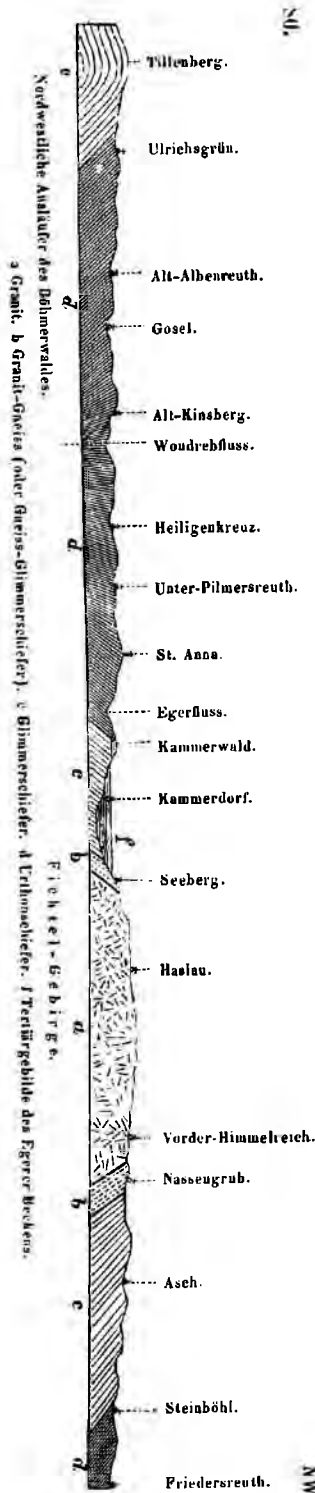 SO.
NW
Tillenberg.
Ulrichsgrün.
Alt-Albenreuth.
Gosel.
Alt-Kinsberg.
Wondrebfluss.
Heiligenkreuz.
Unter-Pilmersreuth.
St. Anna.
Egerfluss.
Kammerwald.
Kammerdorf.
Seeberg.
Haslau.
Vorder-Himmelreich.
Nassengrub.
Asch.
Steinböhl.
Friedersreuth.
c
d
d
c
f
b
a
b
c
d
Nordwestliche Ausläufer des Böhmerwaldes.
Fichtel-Gebirge.
a Granit. b Granit-Gneiss (oder Gneiss-Glimmerschiefer). c Glimmerschiefer. d Urthonschiefer. f Tertiärgebilde des Egerer Beckens.